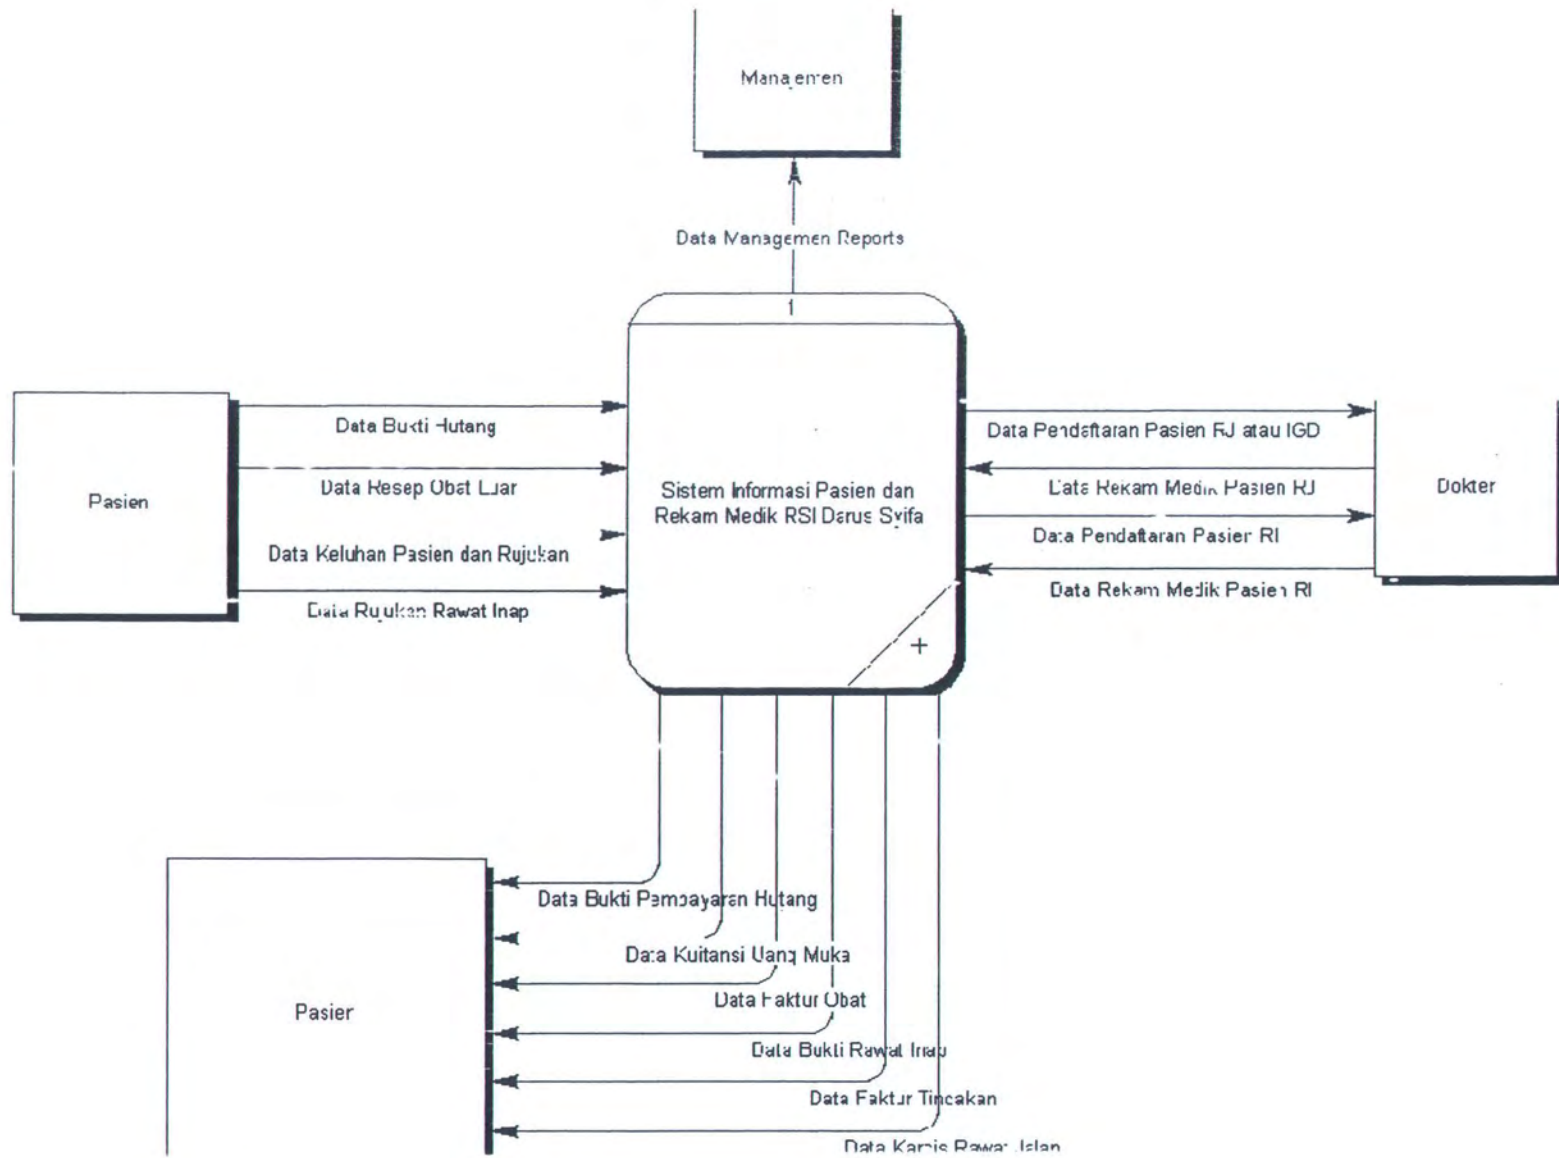 Manajemen
Data Managemen Reports
1
Pasien
Data Bukti Hutang
Data Resep Obat Luar
Data Keluhan Pasien dan Rujukan
Data Rujukan Rawat Inap
Sistem Informasi Pasien dan
Rekam Medik RSI Darus Syifa
+
Data Pendaftaran Pasien RJ atau IGD
Data Rekam Medik Pasien RJ
Data Pendaftaran Pasien RI
Data Rekam Medik Pasien RI
Dokter
Pasien
Data Bukti Pembayaran Hutang
Data Kuitansi Uang Muka
Data Faktur Obat
Data Bukti Rawat Inap
Data Faktur Tindakan
Data Karcis Rawat Jalan